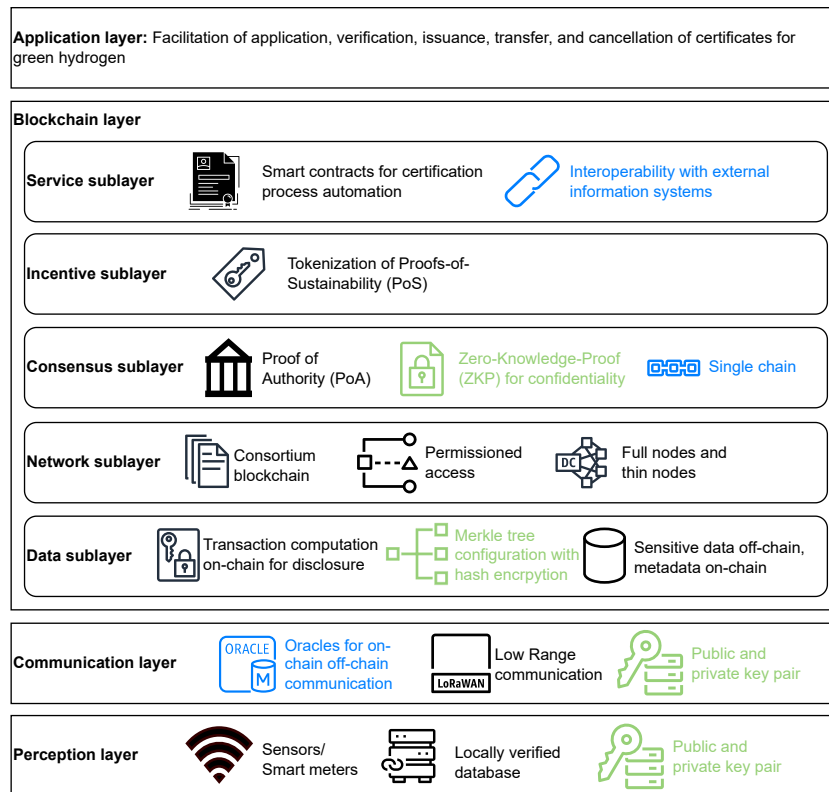 Application layer: Facilitation of application, verification, issuance, transfer, and cancellation of certificates for
green hydrogen
Blockchain layer
Service sublayer
Smart contracts for certification
process automation
Interoperability with external
information systems
Incentive sublayer
Tokenization of Proofs-of-
Sustainability (PoS)
Consensus sublayer
Proof of
Authority (PoA)
Zero-Knowledge-Proof
(ZKP) for confidentiality
Single chain
Network sublayer
Consortium
blockchain
Permissioned
access
DC
Full nodes and
thin nodes
Data sublayer
Transaction computation
on-chain for disclosure
Merkle tree
configuration with
hash encrpytion
Sensitive data off-chain,
metadata on-chain
Communication layer
ORACLE
M
Oracles for on-
chain off-chain
communication
LoRaWAN
Low Range
communication
Public and
private key pair
Perception layer
Sensors/
Smart meters
Locally verified
database
Public and
private key pair